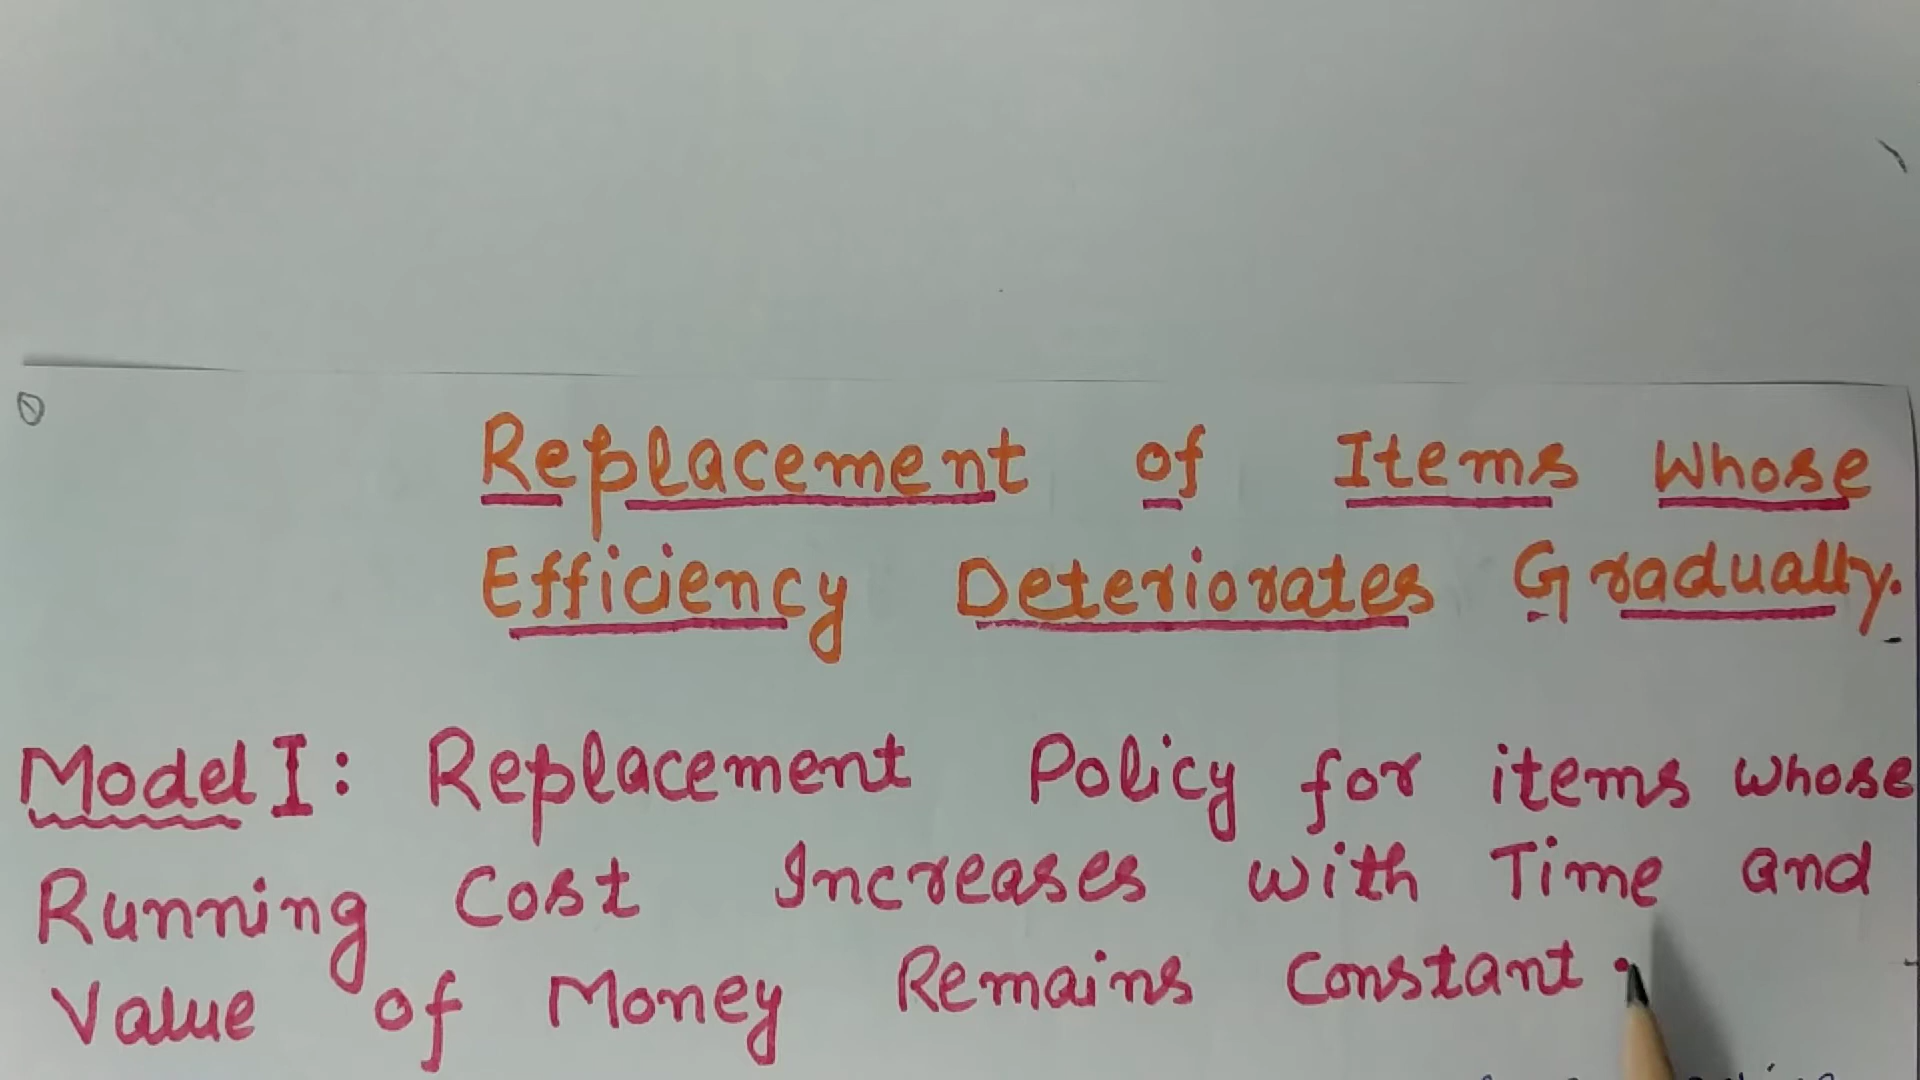 Replacement of Items Whose
Efficiency Deteriorates Gradually.
Model I: Replacement Policy for items whose
Running Cost Increases with Time and
Value of Money Remains Constant.